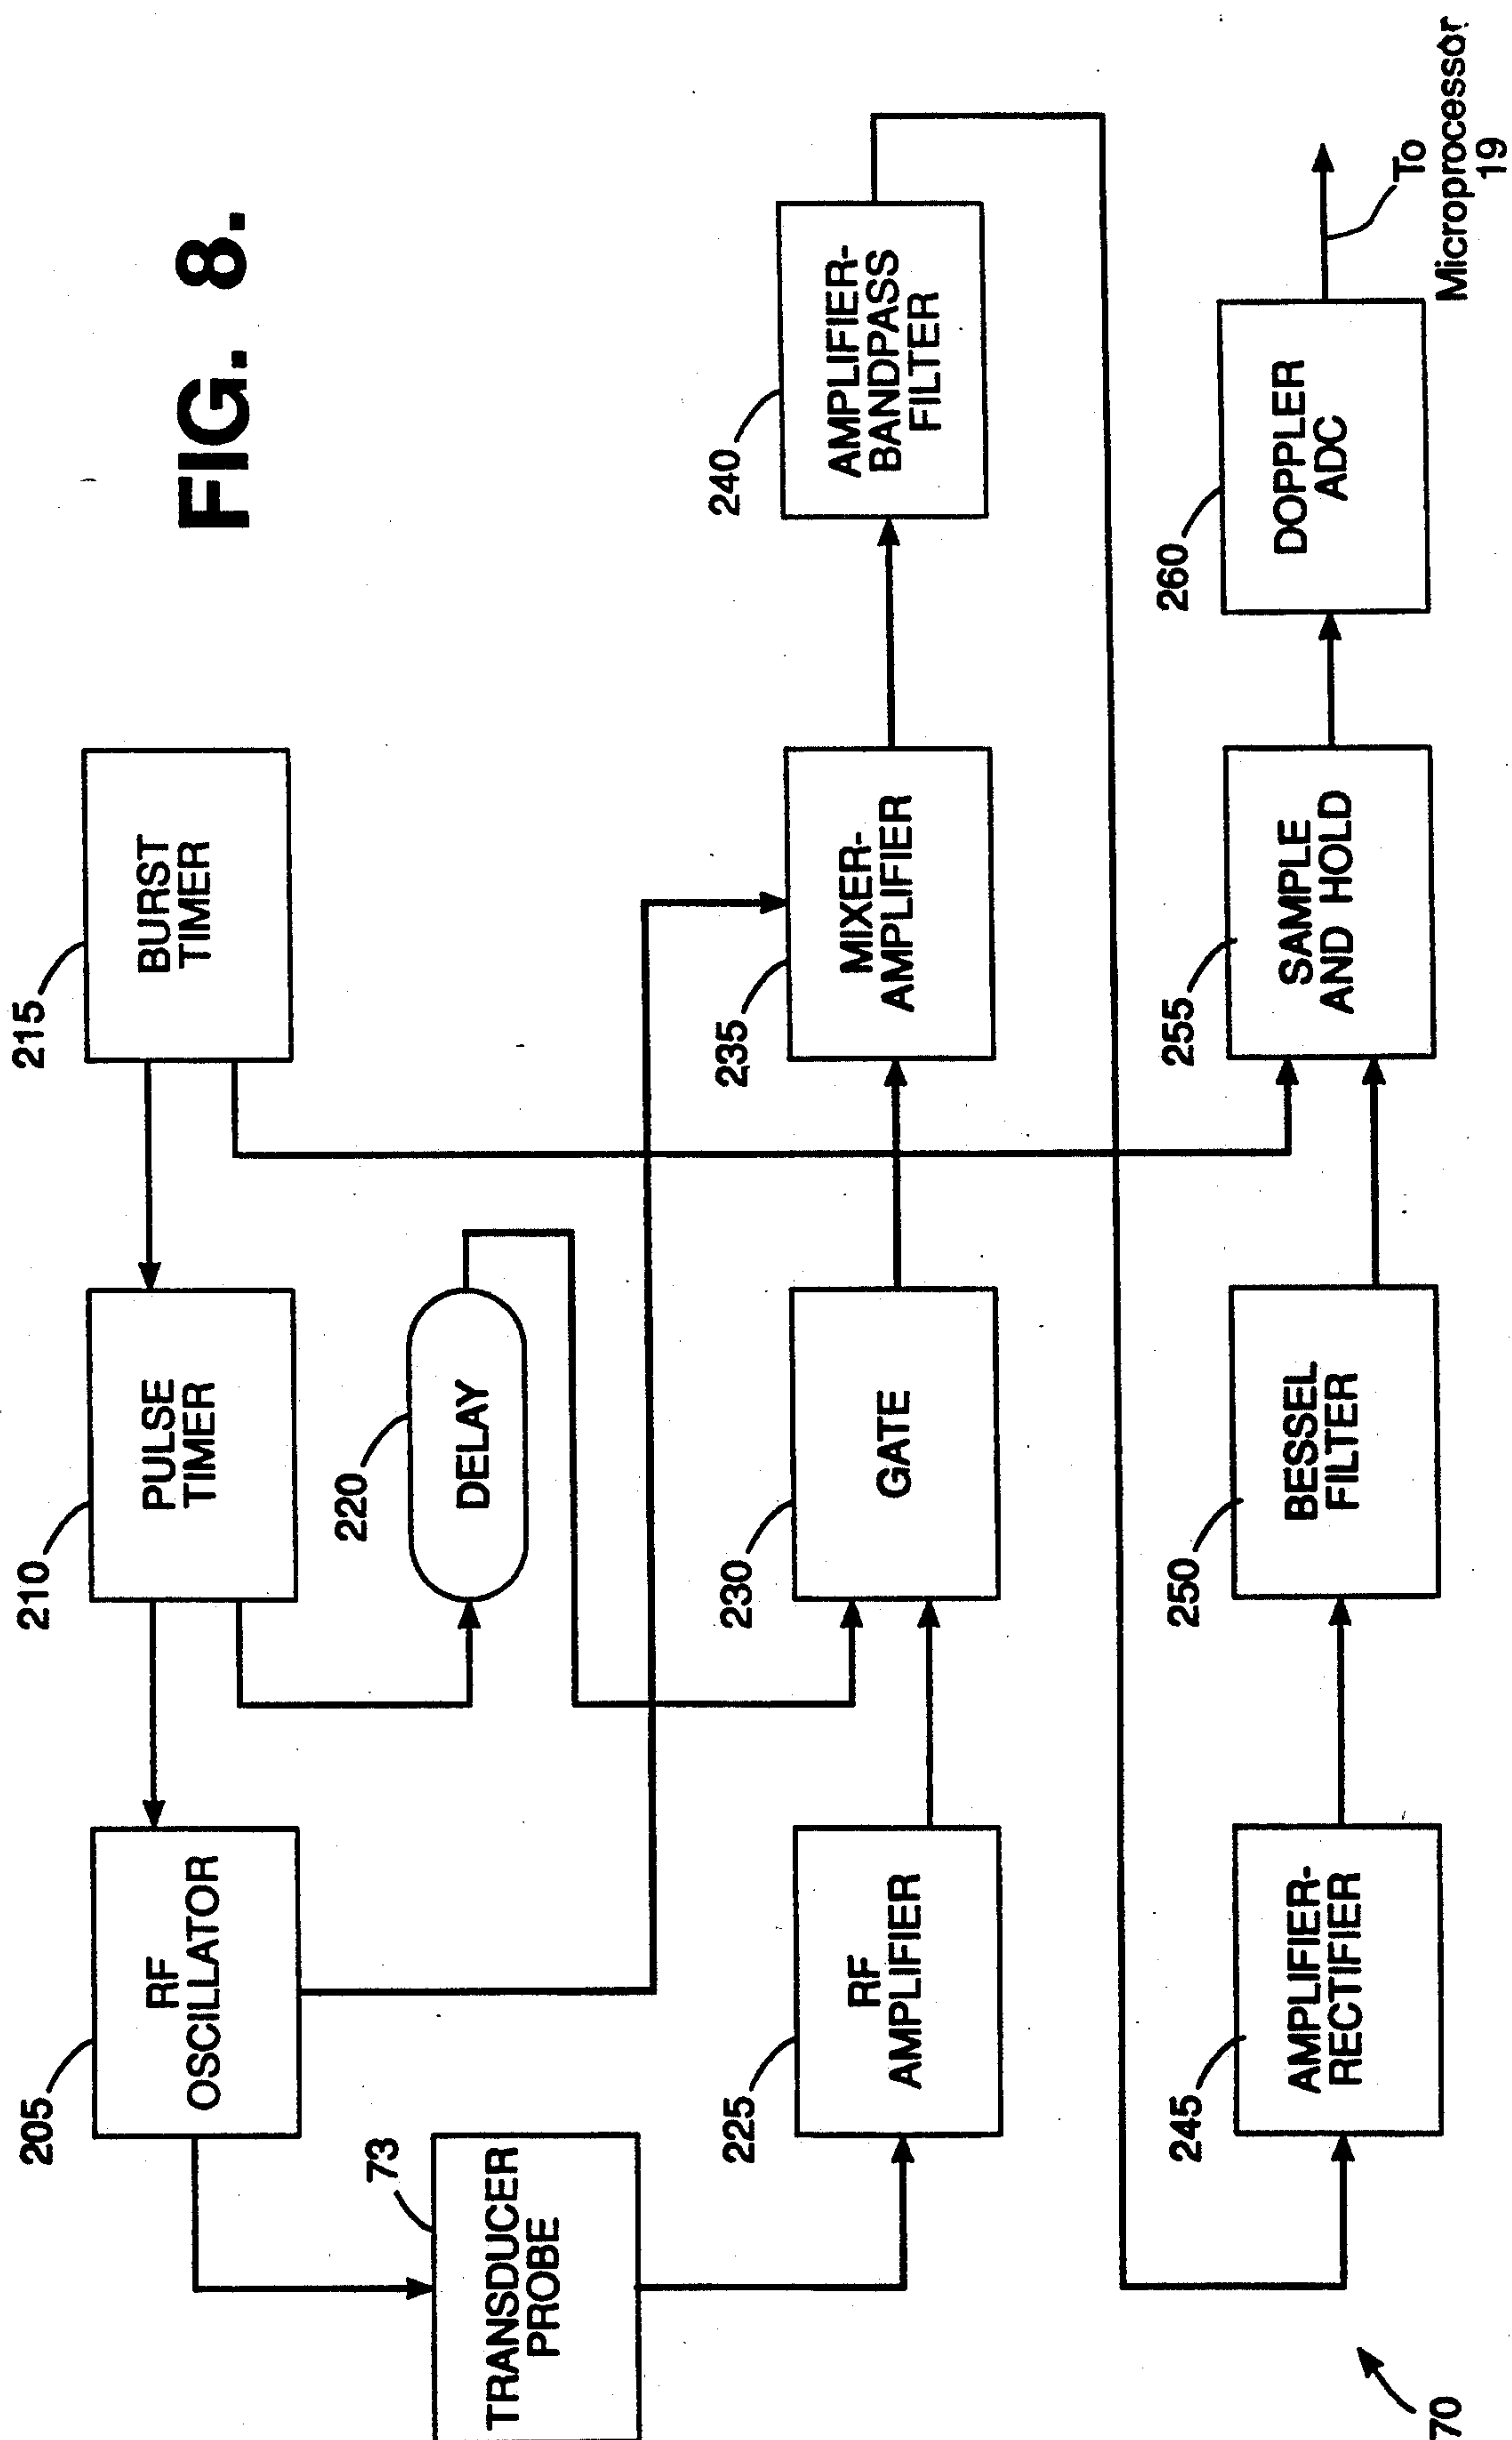 FIG. 8.
215
BURST
TIMER
210
PULSE
TIMER
205
RF
OSCILLATOR
220
DELAY
73
TRANSDUCER
PROBE
225
RF
AMPLIFIER
230
GATE
235
MIXER-
AMPLIFIER
240
AMPLIFIER-
BANDPASS
FILTER
245
AMPLIFIER-
RECTIFIER
250
BESSEL
FILTER
255
SAMPLE
AND HOLD
260
DOPPLER
ADC
To
Microprocessor
19
70